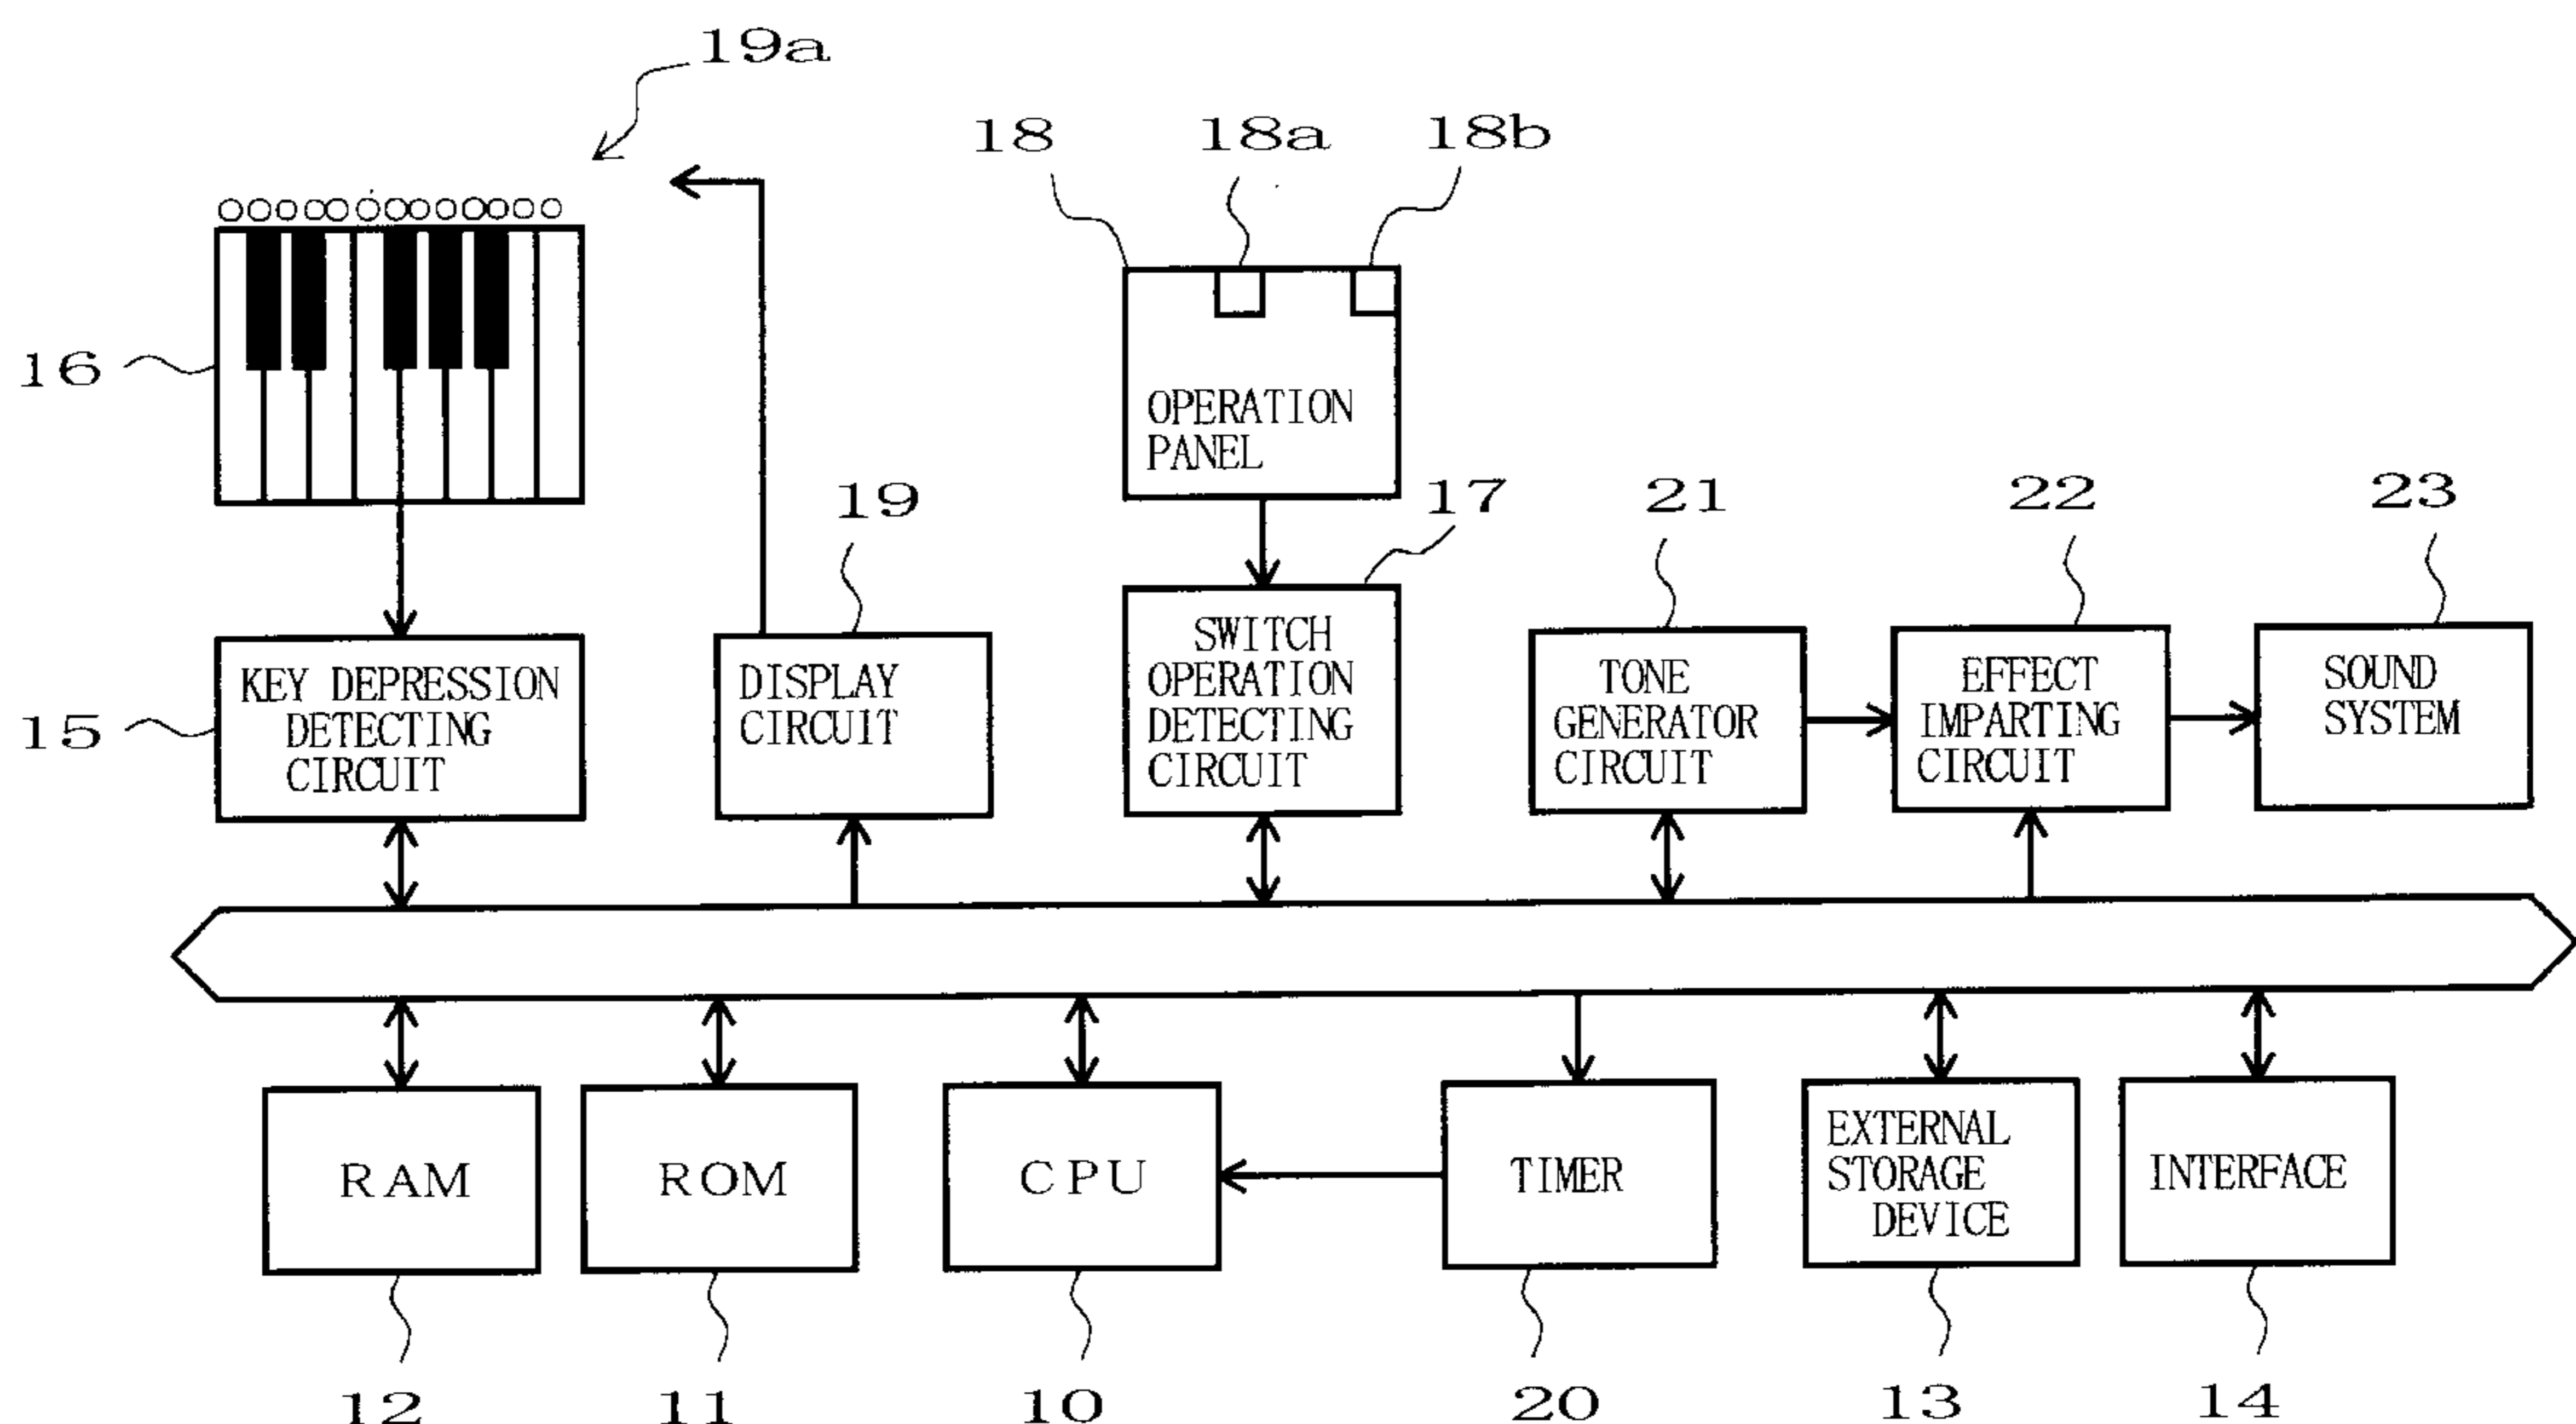 19a
18
18a
18b
16
OPERATION
PANEL
19
17
21
22
23
15
KEY DEPRESSION
DETECTING
CIRCUIT
DISPLAY
CIRCUIT
SWITCH
OPERATION
DETECTING
CIRCUIT
TONE
GENERATOR
CIRCUIT
EFFECT
IMPARTING
CIRCUIT
SOUND
SYSTEM
RAM
ROM
CPU
TIMER
EXTERNAL
STORAGE
DEVICE
INTERFACE
12
11
10
20
13
14